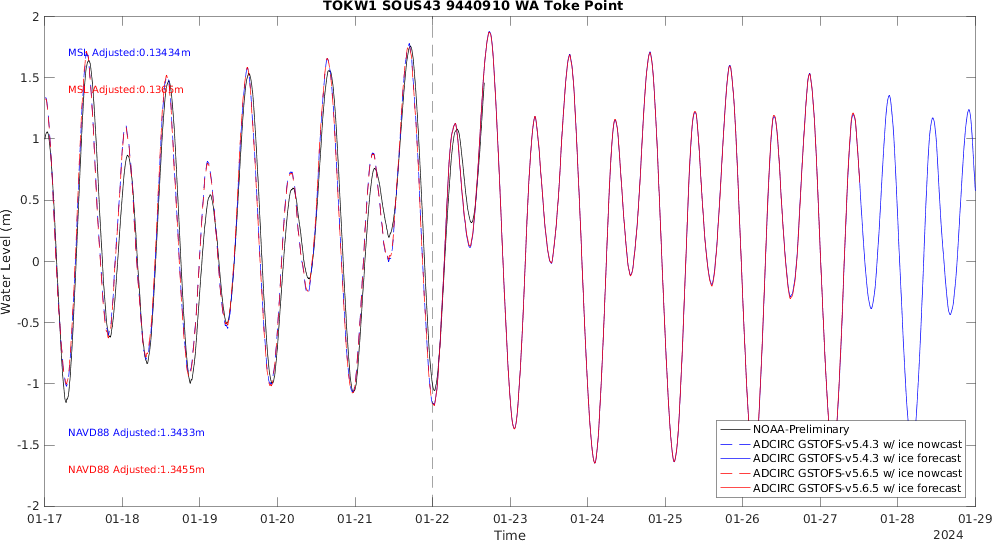 TOKW1 SOUS43 9440910 WA Toke Point
2
1.5
1
0.5
0
-0.5
-1
-1.5
-2
Water Level (m)
MSL Adjusted:0.13434m
MSL Adjusted:0.1365m
NAVD88 Adjusted:1.3433m
NAVD88 Adjusted:1.3455m
NOAA-Preliminary
ADCIRC GSTOFS-v5.4.3 w/ ice nowcast
ADCIRC GSTOFS-v5.4.3 w/ ice forecast
ADCIRC GSTOFS-v5.6.5 w/ ice nowcast
ADCIRC GSTOFS-v5.6.5 w/ ice forecast
01-17 01-18 01-19 01-20 01-21 01-22 01-23 01-24 01-25 01-26 01-27 01-28 01-29
Time
2024